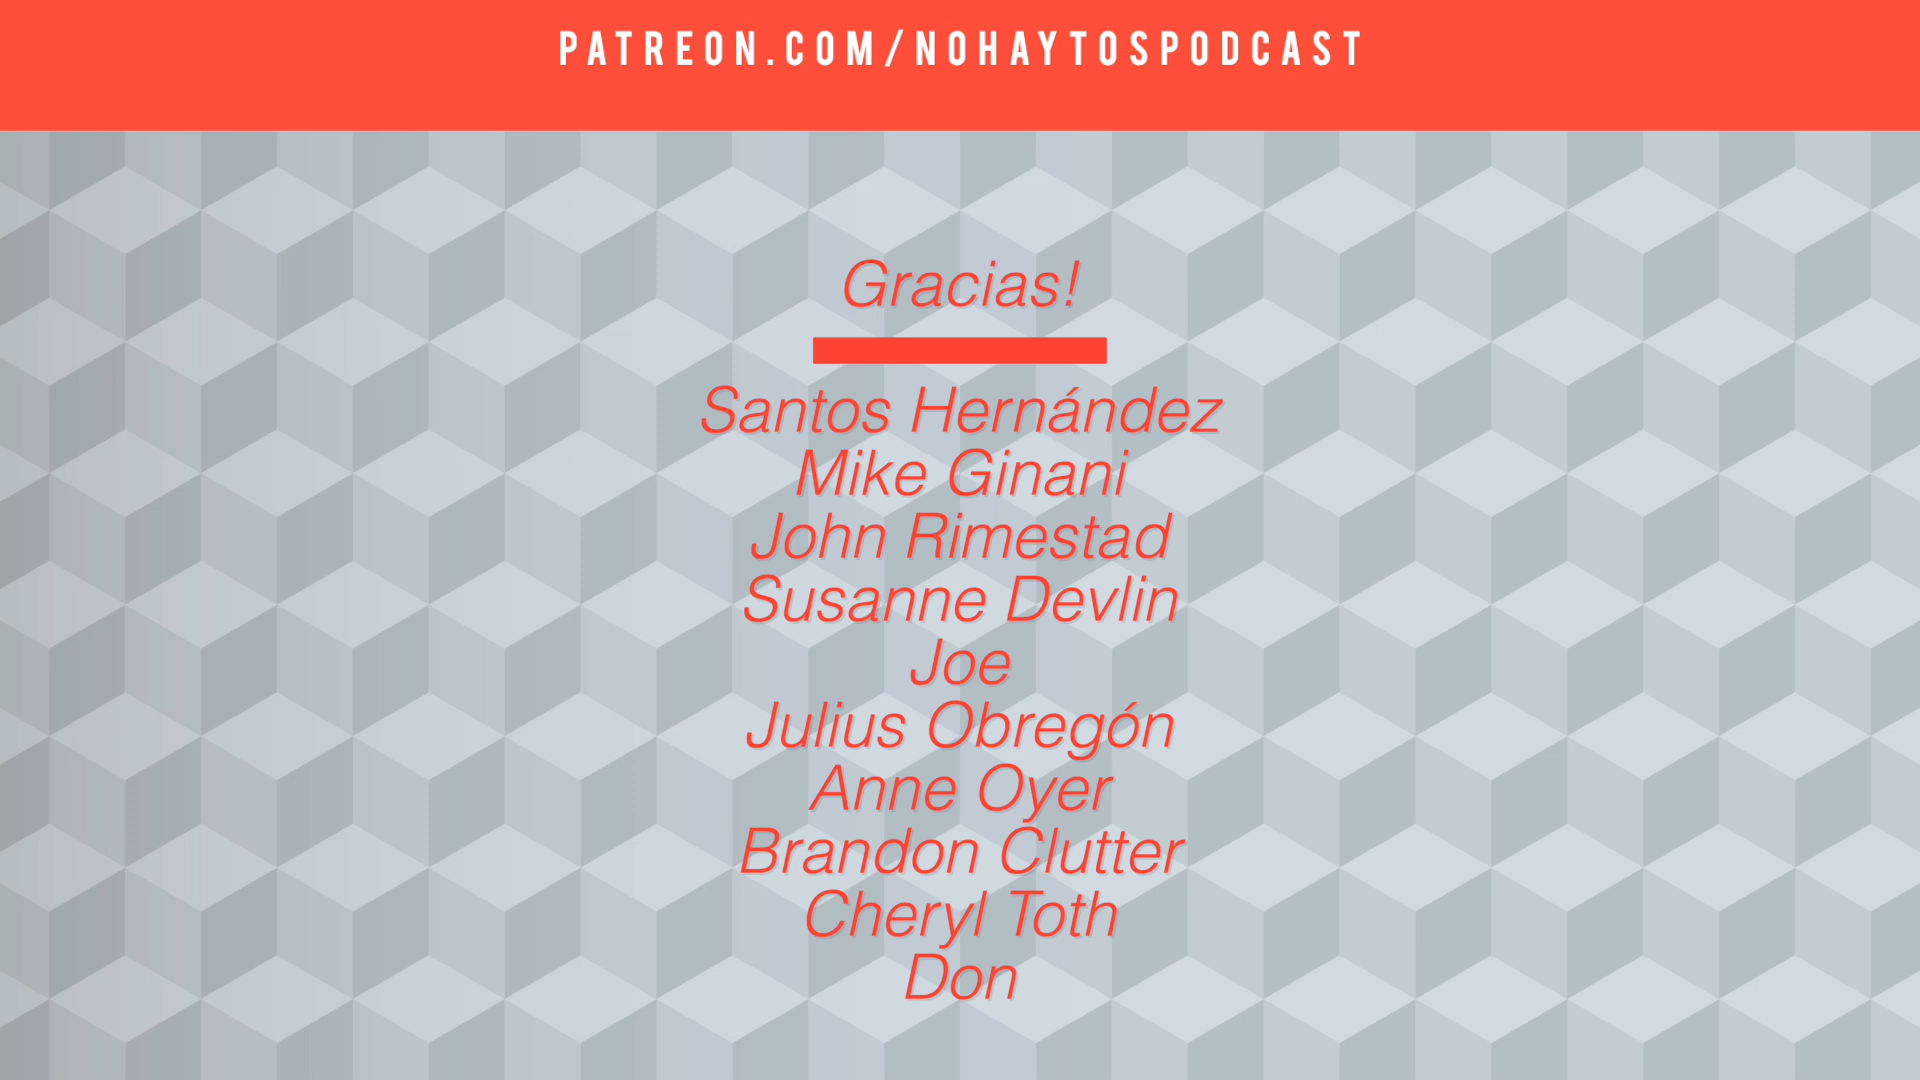 PATREON.COM/NOHAYTOSPODCAST
Gracias!
Santos Hernández
Mike Ginani
John Rimestad
Susanne Devlin
Joe
Julius Obregón
Anne Oyer
Brandon Clutter
Cheryl Toth
Don